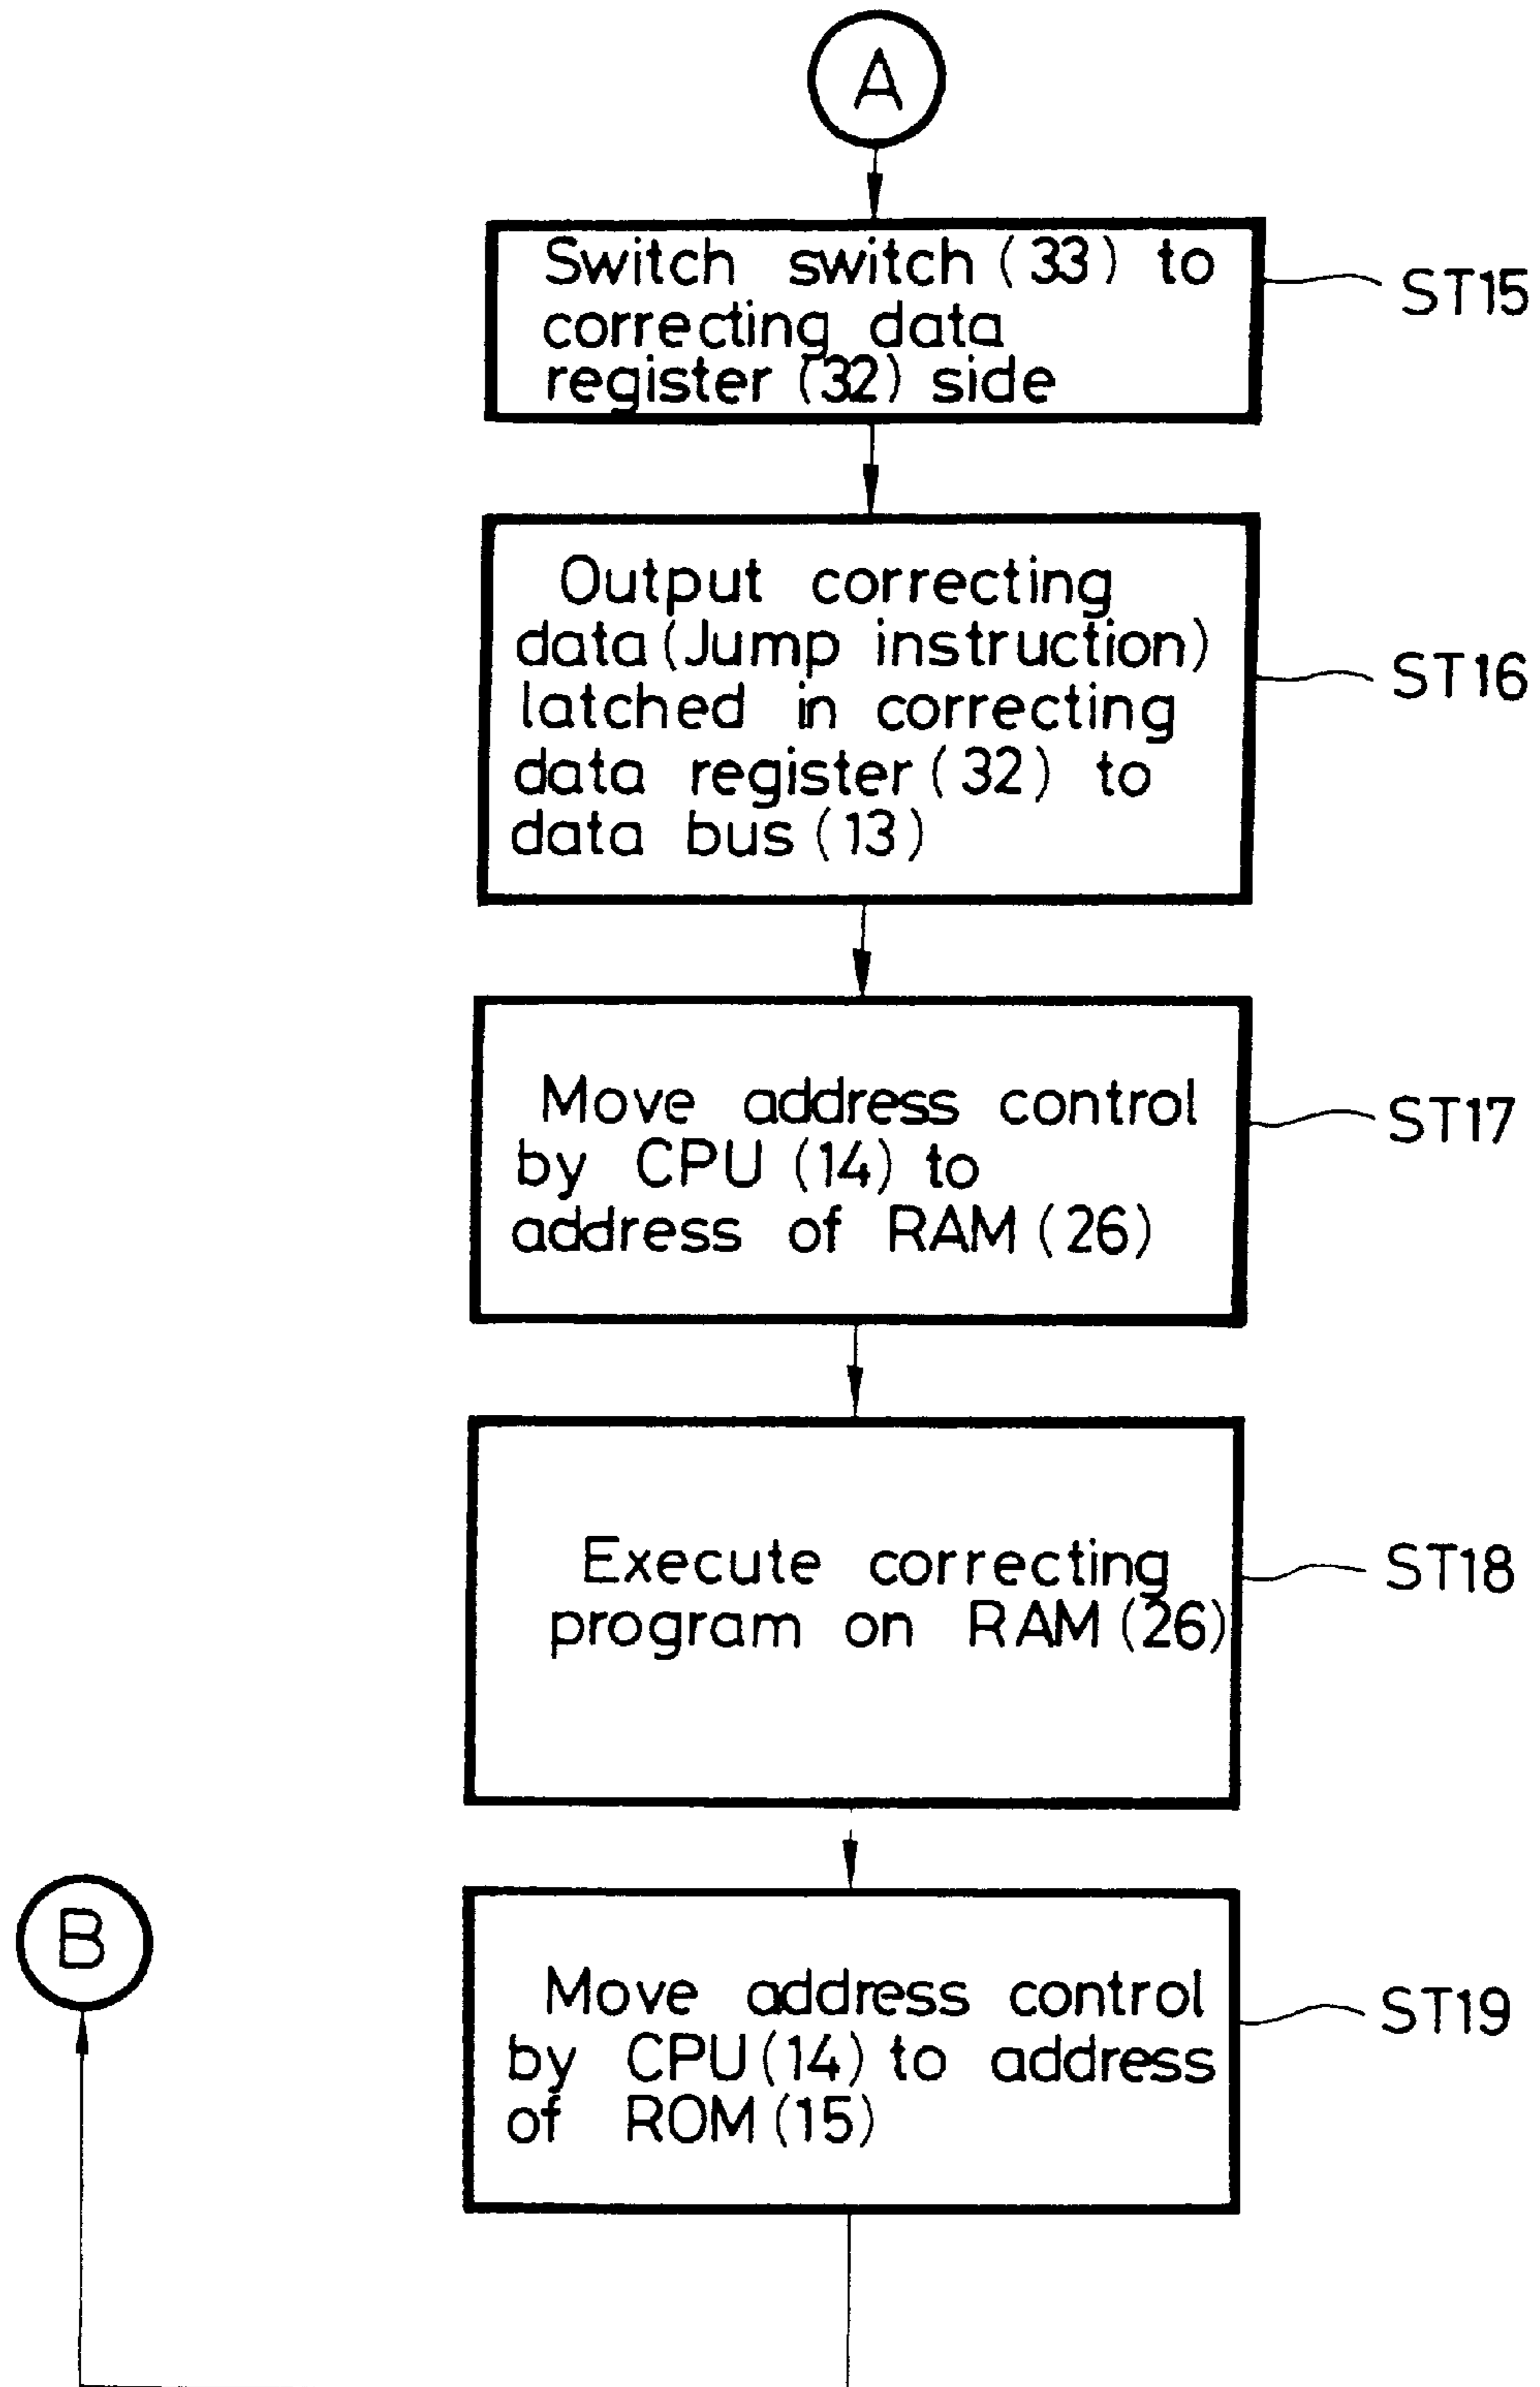 A
Switch switch (33) to
correcting data
register (32) side
ST15
Output correcting
data (Jump instruction)
latched in correcting
data register (32) to
data bus (13)
ST16
Move address control
by CPU (14) to
address of RAM (26)
ST17
Execute correcting
program on RAM (26)
ST18
B
Move address control
by CPU (14) to address
of ROM (15)
ST19